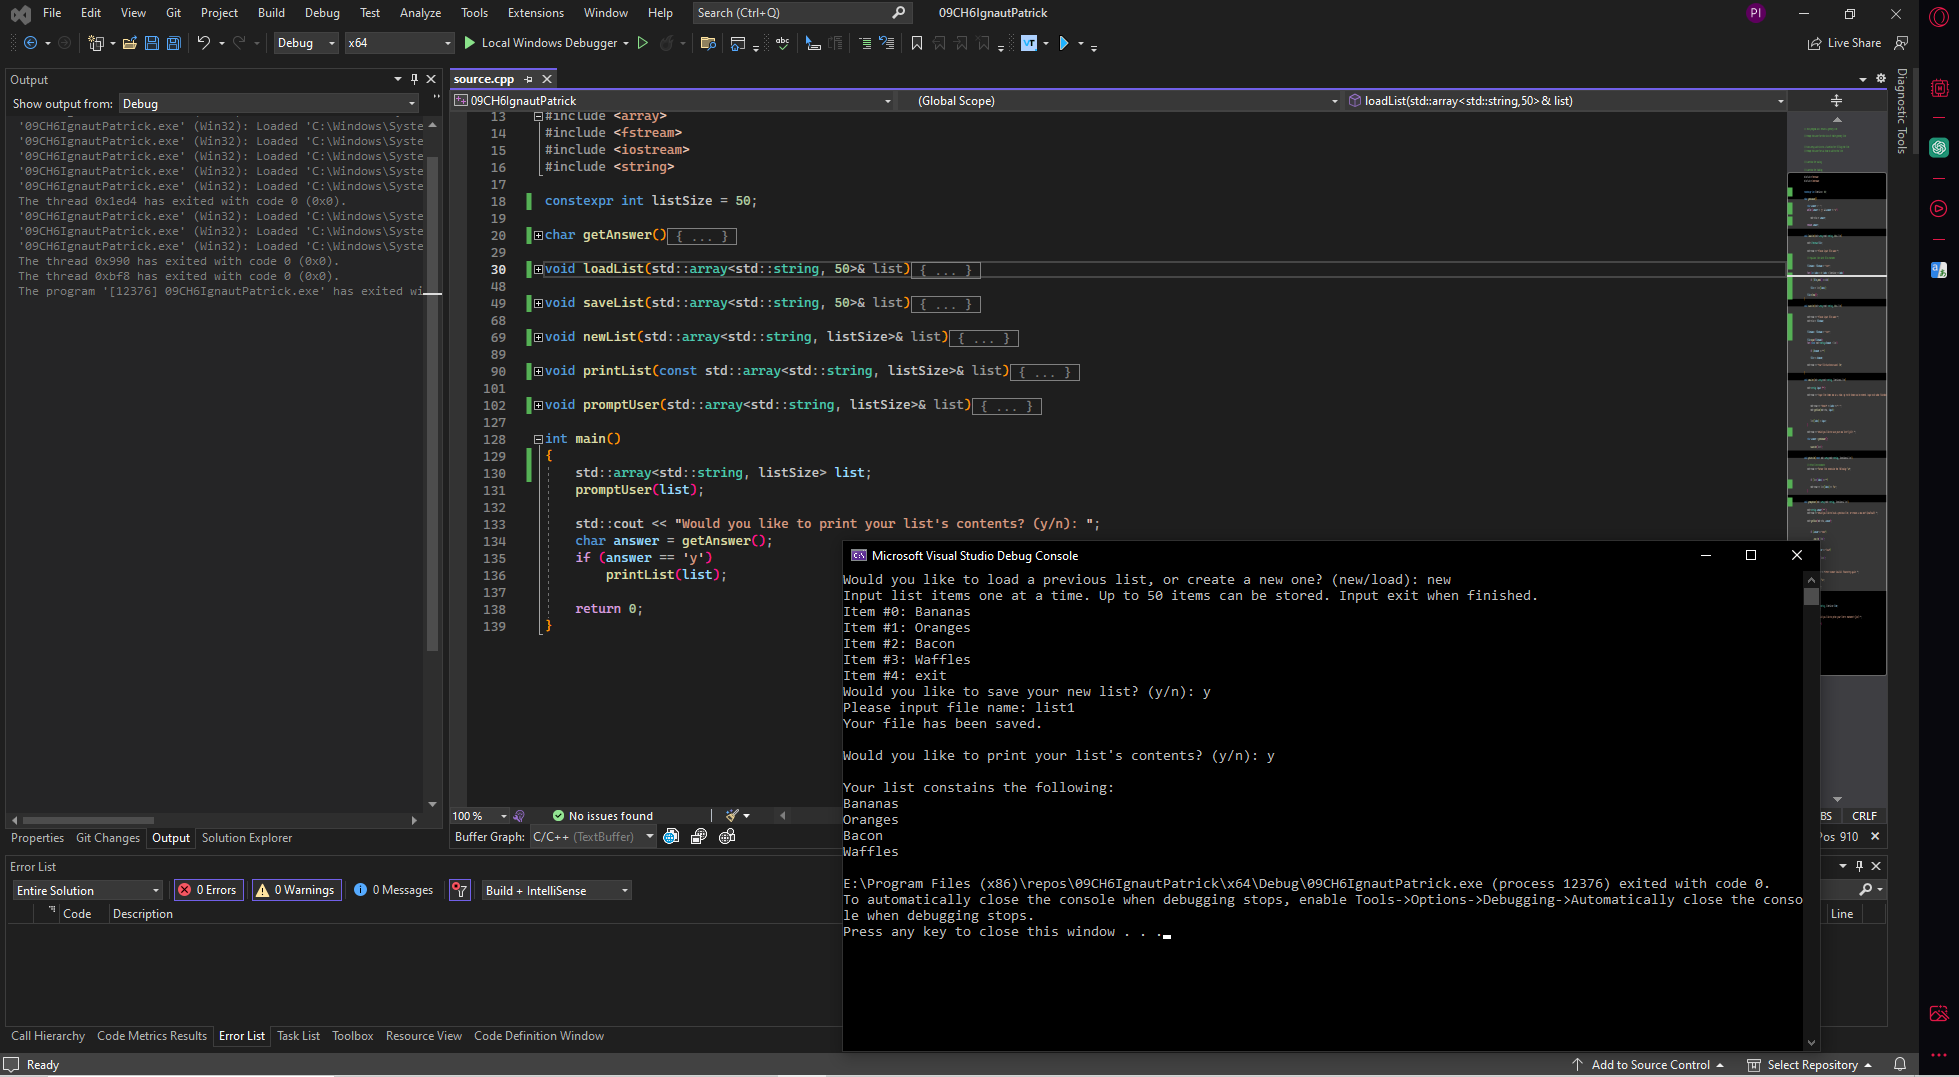 File Edit View Git Project Build Debug Test Analyze Tools Extensions Window Help Search (Ctrl+Q) 09CH6IgnautPatrick PI
Debug x64 Local Windows Debugger abc VT Live Share
Output
Show output from: Debug
'09CH6IgnautPatrick.exe' (Win32): Loaded 'C:\Windows\Syste
'09CH6IgnautPatrick.exe' (Win32): Loaded 'C:\Windows\Syste
'09CH6IgnautPatrick.exe' (Win32): Loaded 'C:\Windows\Syste
'09CH6IgnautPatrick.exe' (Win32): Loaded 'C:\Windows\Syste
'09CH6IgnautPatrick.exe' (Win32): Loaded 'C:\Windows\Syste
The thread 0x1ed4 has exited with code 0 (0x0).
'09CH6IgnautPatrick.exe' (Win32): Loaded 'C:\Windows\Syste
'09CH6IgnautPatrick.exe' (Win32): Loaded 'C:\Windows\Syste
'09CH6IgnautPatrick.exe' (Win32): Loaded 'C:\Windows\Syste
The thread 0x990 has exited with code 0 (0x0).
The thread 0xbf8 has exited with code 0 (0x0).
The program '[12376] 09CH6IgnautPatrick.exe' has exited wi
Properties Git Changes Output Solution Explorer
source.cpp
09CH6IgnautPatrick (Global Scope) loadList(std::array<std::string,50>& list)
13 #include <array>
14 #include <fstream>
15 #include <iostream>
16 #include <string>
17
18 constexpr int listSize = 50;
19
20 char getAnswer(){ ... }
29
30 void loadList(std::array<std::string, 50>& list){ ... }
48
49 void saveList(std::array<std::string, 50>& list){ ... }
68
69 void newList(std::array<std::string, listSize>& list){ ... }
89
90 void printList(const std::array<std::string, listSize>& list){ ... }
101
102 void promptUser(std::array<std::string, listSize>& list){ ... }
127
128 int main()
129 {
130 std::array<std::string, listSize> list;
131 promptUser(list);
132
133 std::cout << "Would you like to print your list's contents? (y/n): ";
134 char answer = getAnswer();
135 if (answer == 'y')
136 printList(list);
137
138 return 0;
139 }
Diagnostic Tools
100 % No issues found
BS CRLF
Buffer Graph: C/C++ (TextBuffer)
Pos 910
Microsoft Visual Studio Debug Console
Would you like to load a previous list, or create a new one? (new/load): new
Input list items one at a time. Up to 50 items can be stored. Input exit when finished.
Item #0: Bananas
Item #1: Oranges
Item #2: Bacon
Item #3: Waffles
Item #4: exit
Would you like to save your new list? (y/n): y
Please input file name: list1
Your file has been saved.
Would you like to print your list's contents? (y/n): y
Your list constains the following:
Bananas
Oranges
Bacon
Waffles
E:\Program Files (x86)\repos\09CH6IgnautPatrick\x64\Debug\09CH6IgnautPatrick.exe (process 12376) exited with code 0.
To automatically close the console when debugging stops, enable Tools->Options->Debugging->Automatically close the conso
le when debugging stops.
Press any key to close this window . . .
Error List
Entire Solution 0 Errors 0 Warnings 0 Messages Build + IntelliSense
Code Description Line
Call Hierarchy Code Metrics Results Error List Task List Toolbox Resource View Code Definition Window
Ready Add to Source Control Select Repository